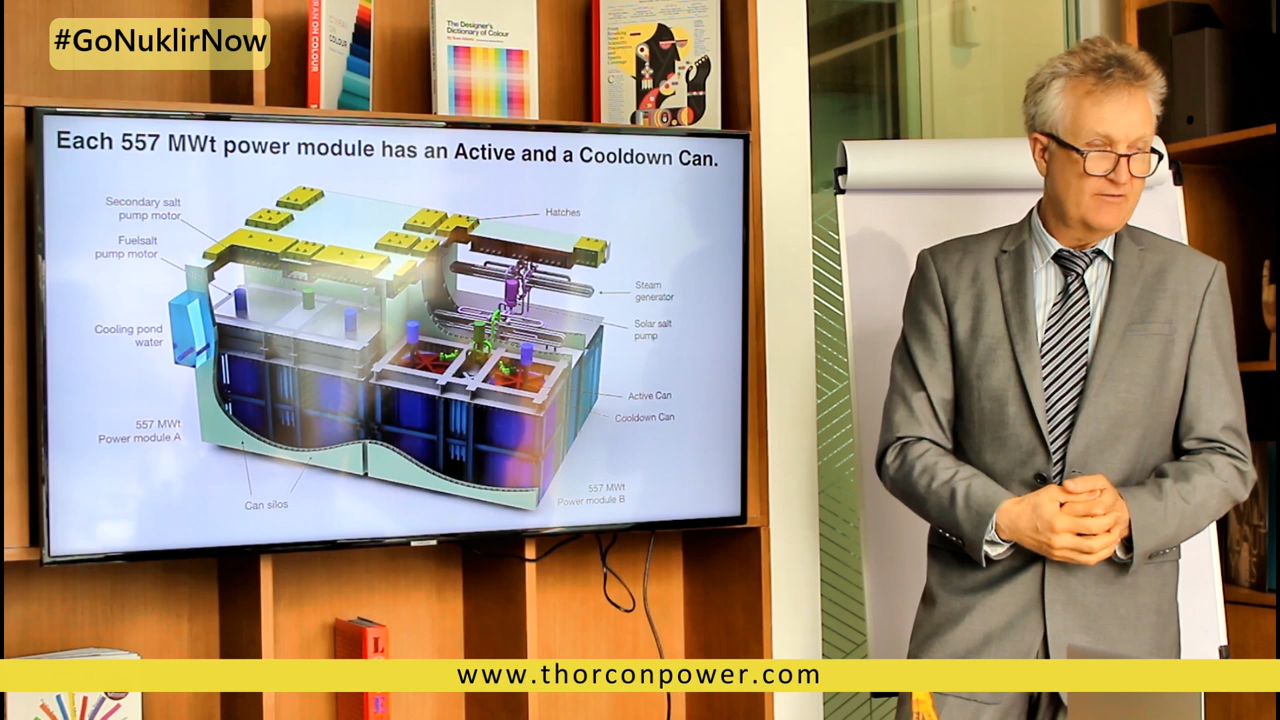 #GoNuklirNow
COLOUR
The Designer's
Dictionary of Colour
Each 557 MWt power module has an Active and a Cooldown Can.
Secondary salt
pump motor
Hatches
Fuelsalt
pump motor
Steam
generator
Solar salt
pump
Cooling pond
water
Active Can
Cooldown Can
557 MWt
Power module A
557 MWt
Power module B
Can silos
www.thorconpower.com